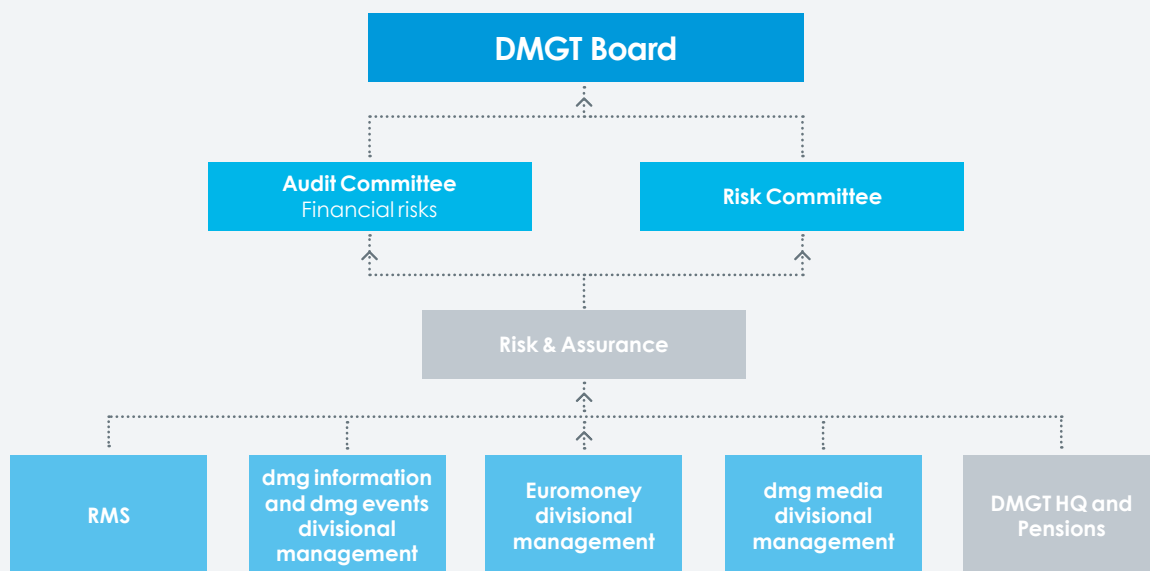 DMGT Board
Audit Committee
Financial risks
Risk Committee
Risk & Assurance
RMS
dmg information
and dmg events
divisional
management
Euromoney
divisional
management
dmg media
divisional
management
DMGT HQ and
Pensions